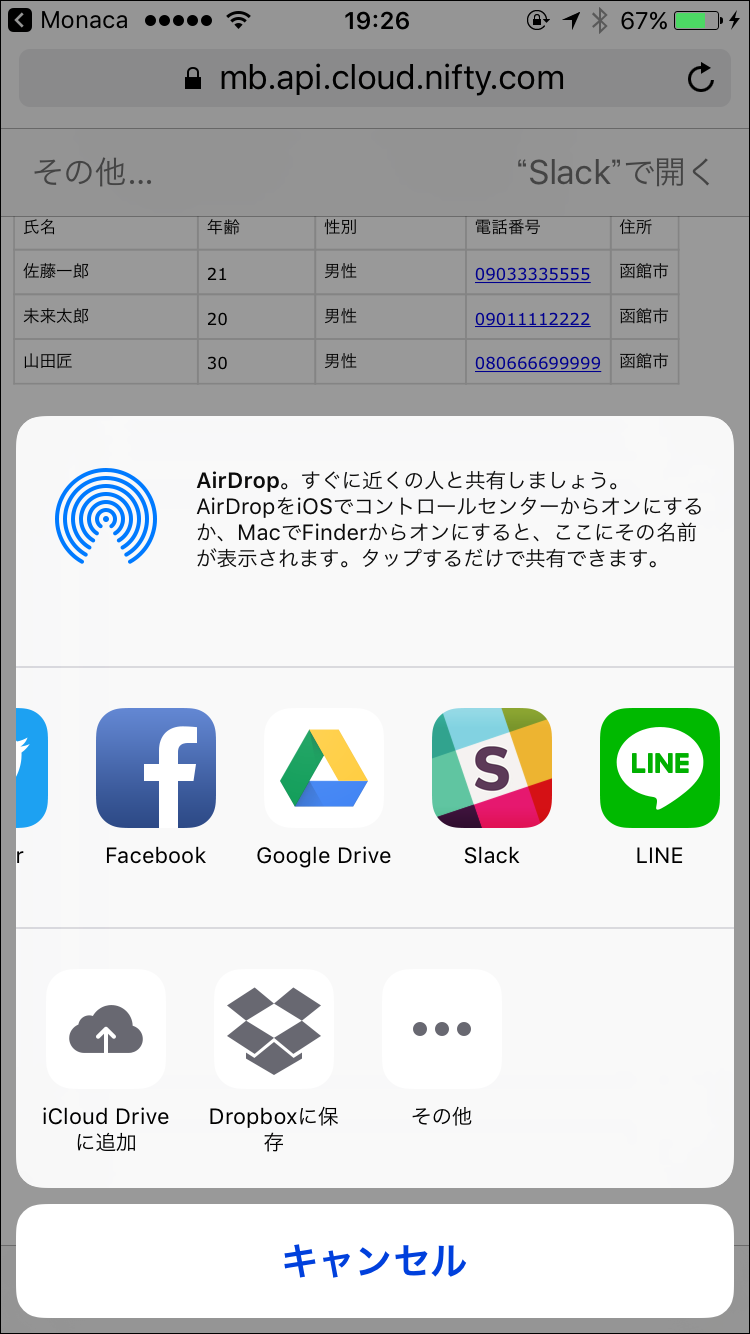 Monaca 19:26 67%
mb.api.cloud.nifty.com
その他... “Slack”で開く
氏名 年齢 性別 電話番号 住所
佐藤一郎 21 男性 09033335555 函館市
未来太郎 20 男性 09011112222 函館市
山田匠 30 男性 080666699999 函館市
AirDrop。すぐに近くの人と共有しましょう。
AirDropをiOSでコントロールセンターからオンにする
か、MacでFinderからオンにすると、ここにその名前
が表示されます。タップするだけで共有できます。
S LINE
r Facebook Google Drive Slack LINE
iCloud Drive Dropboxに保 その他
に追加 存
キャンセル